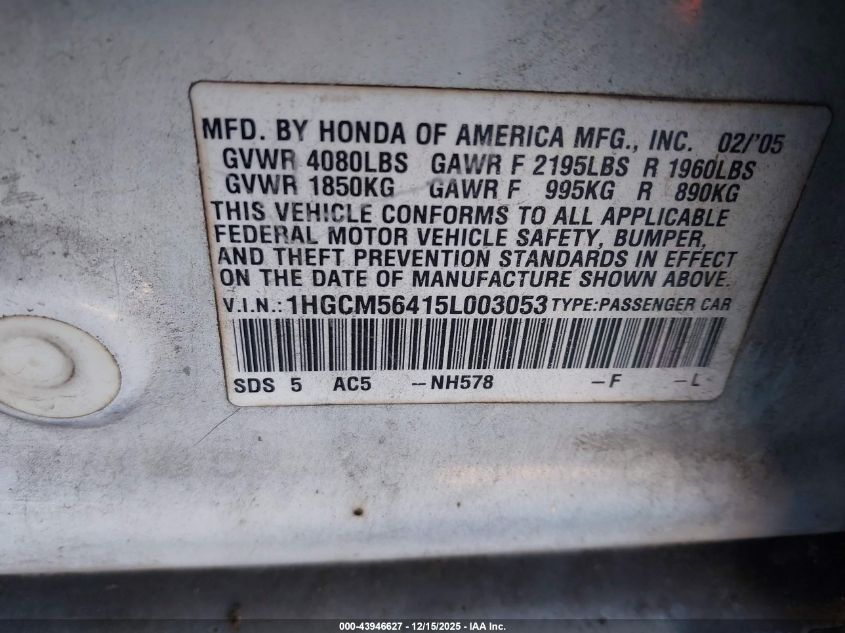 MFD. BY HONDA OF AMERICA MFG., INC. 02/'05
GVWR 4080LBS GAWR F 2195LBS R 1960LBS
GVWR 1850KG GAWR F 995KG R 890KG
THIS VEHICLE CONFORMS TO ALL APPLICABLE
FEDERAL MOTOR VEHICLE SAFETY, BUMPER,
AND THEFT PREVENTION STANDARDS IN EFFECT
ON THE DATE OF MANUFACTURE SHOWN ABOVE.
V.I.N.: 1HGCM56415L003053 TYPE:PASSENGER CAR
SDS 5 AC5 --NH578 –F –L
000-43946627 - 12/15/2025 - IAA Inc.